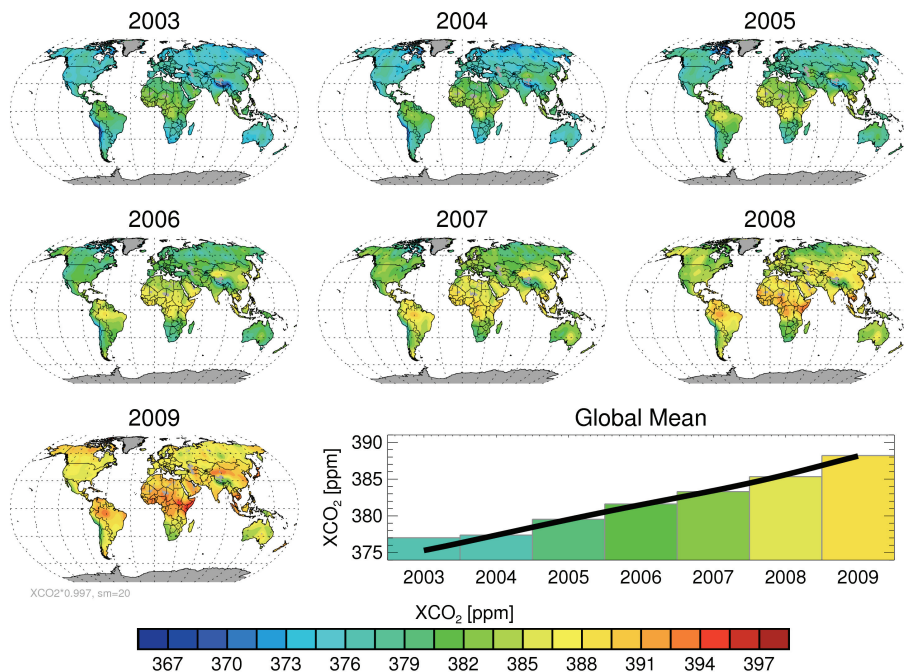 2003
2004
2005
2006
2007
2008
2009
Global Mean
XCO₂ [ppm]
390
385
380
375
2003 2004 2005 2006 2007 2008 2009
XCO2*0.997, sm=20
XCO₂ [ppm]
367 370 373 376 379 382 385 388 391 394 397